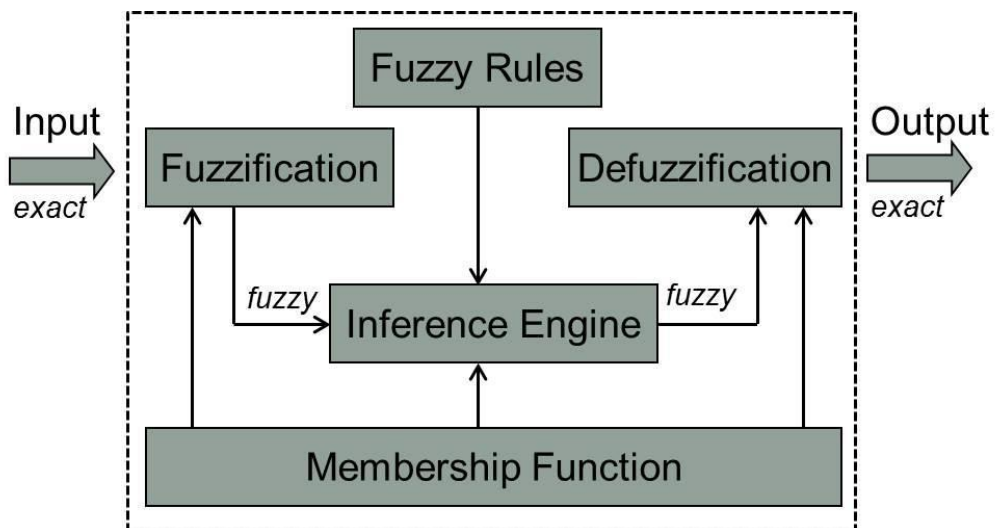 Fuzzy Rules
Input
exact
Fuzzification
Defuzzification
Output
exact
fuzzy
Inference Engine
fuzzy
Membership Function